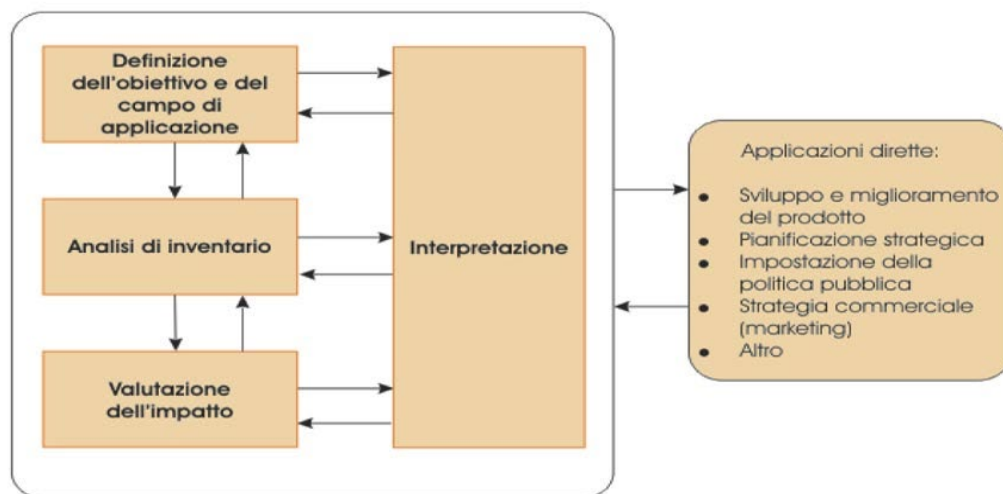 Definizione
dell'obiettivo e del
campo di
applicazione
Analisi di inventario
Valutazione
dell'impatto
Interpretazione
Applicazioni dirette:
• Sviluppo e miglioramento
del prodotto
• Pianificazione strategica
• Impostazione della
politica pubblica
• Strategia commerciale
(marketing)
• Altro